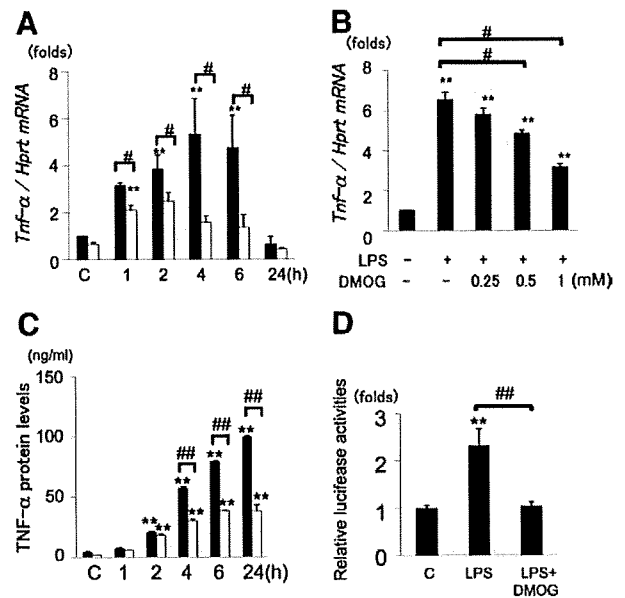 A
(folds)
Tnf-α / Hprt mRNA
8
6
4
2
0
#
**
#
**
#
**
#
**
C 1 2 4 6 24(h)
B
(folds)
Tnf-α / Hprt mRNA
8
6
4
2
0
#
#
**
**
**
**
LPS - + + + +
DMOG - - 0.25 0.5 1 (mM)
C
(ng/ml)
TNF-α protein levels
150
100
50
0
**
**
##
**
**
##
**
##
**
**
C 1 2 4 6 24(h)
D
(folds)
Relative lucifease activities
3
2
1
0
##
**
C LPS LPS+
DMOG